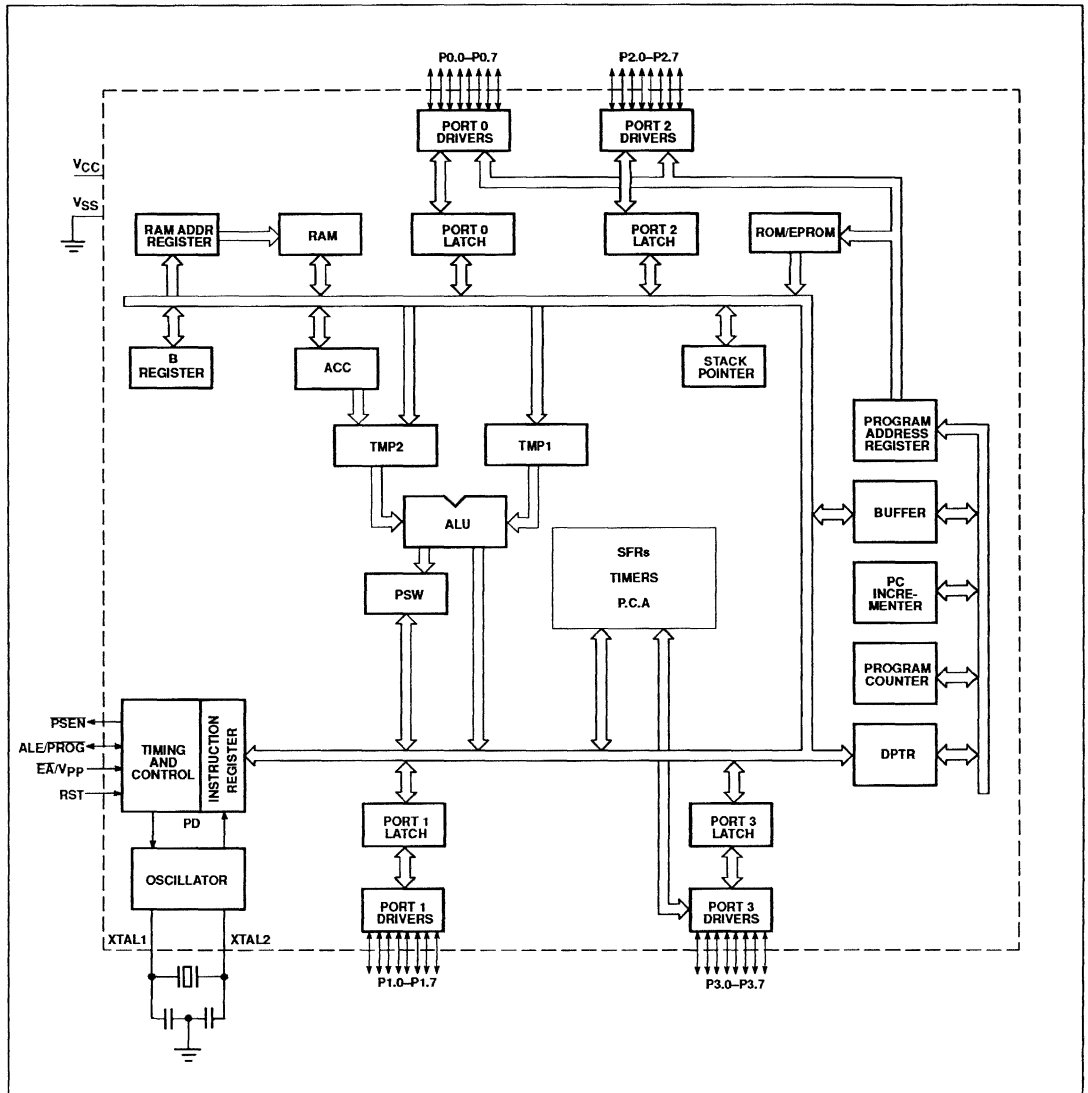 P0.0–P0.7
P2.0–P2.7
PORT 0
DRIVERS
PORT 2
DRIVERS
VCC
VSS
RAM ADDR
REGISTER
RAM
PORT 0
LATCH
PORT 2
LATCH
ROM/EPROM
B
REGISTER
ACC
STACK
POINTER
TMP2
TMP1
PROGRAM
ADDRESS
REGISTER
ALU
BUFFER
SFRs
TIMERS
P.C.A
PSW
PC
INCRE-
MENTER
PROGRAM
COUNTER
PSEN
ALE/PROG
EA/VPP
RST
TIMING
AND
CONTROL
INSTRUCTION
REGISTER
DPTR
PD
OSCILLATOR
PORT 1
LATCH
PORT 3
LATCH
PORT 1
DRIVERS
PORT 3
DRIVERS
XTAL1
XTAL2
P1.0–P1.7
P3.0–P3.7